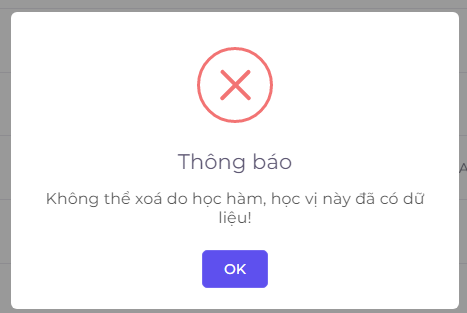 Thông báo
Không thể xoá do học hàm, học vị này đã có dữ
liệu!
OK
A